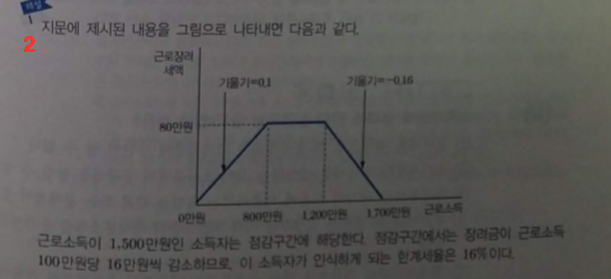 해설
2
지문에 제시된 내용을 그림으로 나타내면 다음과 같다.
근로장려
세액
기울기=0.1
기울기=-0.16
80만원
0만원
800만원
1,200만원
1,700만원
근로소득
근로소득이 1,500만원인 소득자는 점감구간에 해당한다. 점감구간에서는 장려금이 근로소득
100만원당 16만원씩 감소하므로, 이 소득자가 인식하게 되는 한계세율은 16%이다.